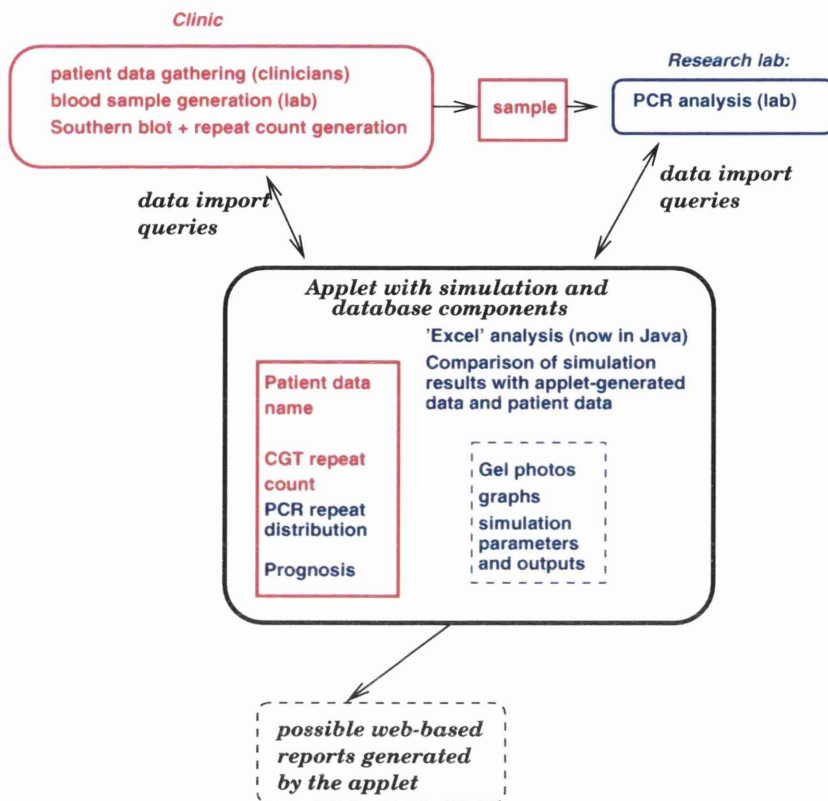 Clinic
patient data gathering (clinicians)
blood sample generation (lab)
Southern blot + repeat count generation
sample
Research lab:
PCR analysis (lab)
data import
queries
data import
queries
Applet with simulation and
database components
'Excel' analysis (now in Java)
Comparison of simulation
results with applet-generated
data and patient data
Patient data
name
CGT repeat
count
PCR repeat
distribution
Prognosis
Gel photos
graphs
simulation
parameters
and outputs
possible web-based
reports generated
by the applet